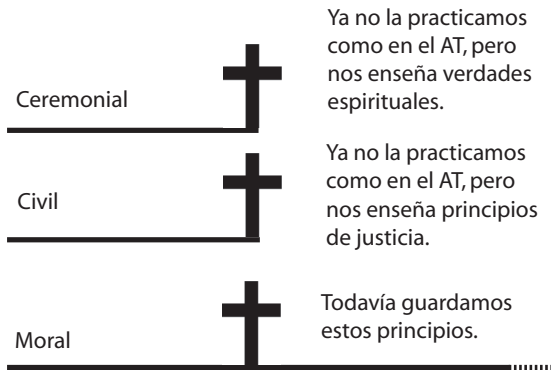 Ceremonial
Ya no la practicamos
como en el AT, pero
nos enseña verdades
espirituales.
Civil
Ya no la practicamos
como en el AT, pero
nos enseña principios
de justicia.
Moral
Todavía guardamos
estos principios.